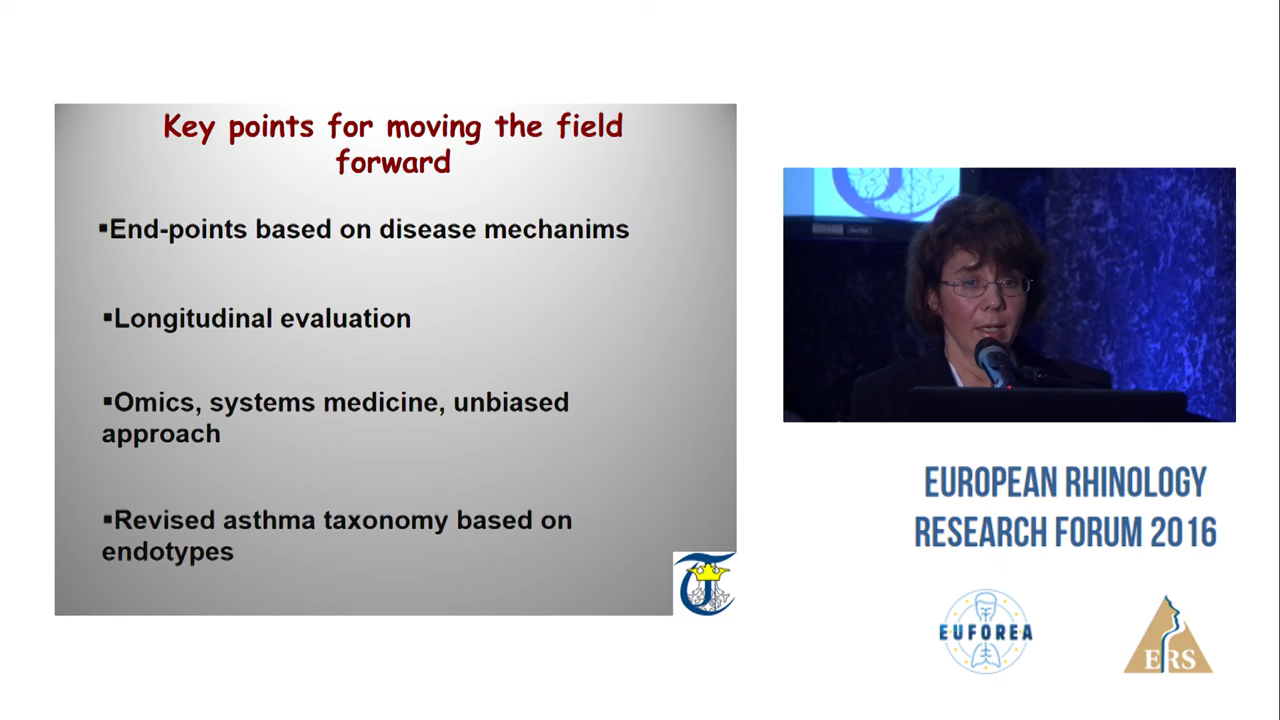 Key points for moving the field
forward
▪End-points based on disease mechanims
▪Longitudinal evaluation
▪Omics, systems medicine, unbiased
approach
▪Revised asthma taxonomy based on
endotypes
EUROPEAN RHINOLOGY
RESEARCH FORUM 2016
EUFOREA
ERS